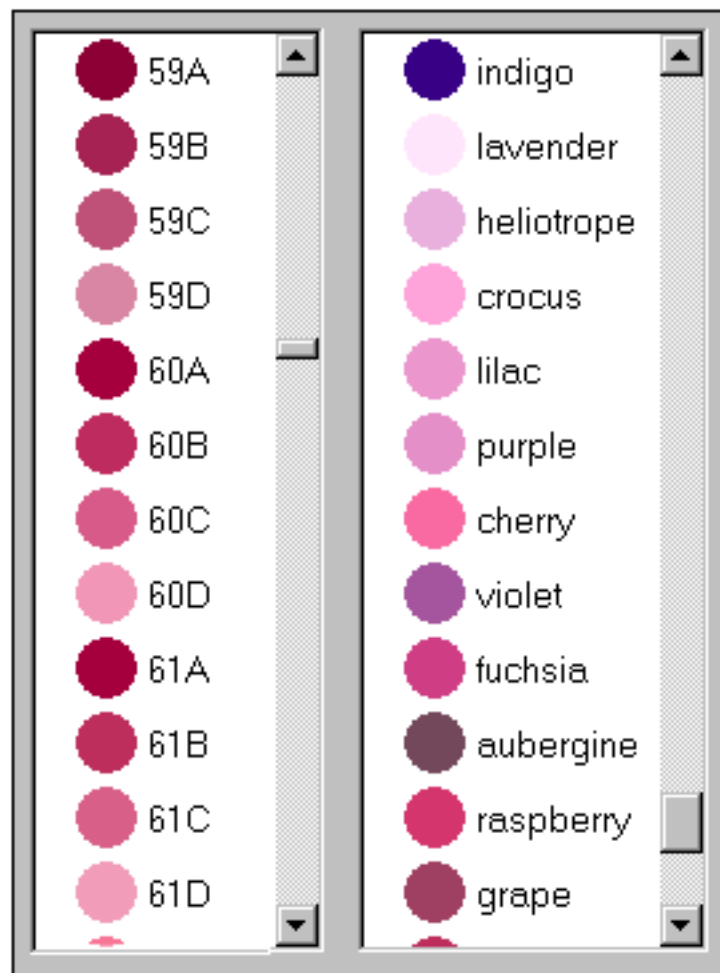 59A
59B
59C
59D
60A
60B
60C
60D
61A
61B
61C
61D
indigo
lavender
heliotrope
crocus
lilac
purple
cherry
violet
fuchsia
aubergine
raspberry
grape